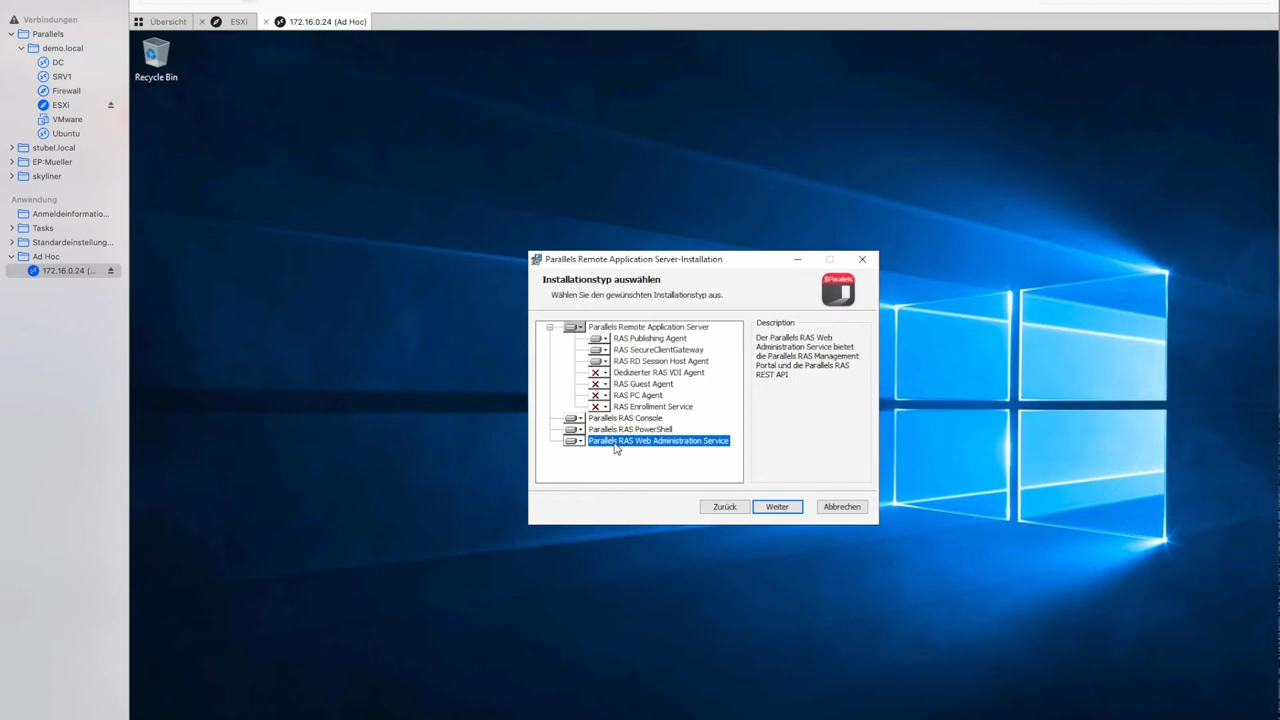 Verbindungen
Parallels
demo.local
DC
SRV1
Firewall
ESXi
VMware
Ubuntu
stubel.local
EP:Mueller
skyliner
Anwendung
Anmeldeinformatio...
Tasks
Standardeinstellung...
Ad Hoc
172.16.0.24 (...
Übersicht
ESXi
172.16.0.24 (Ad Hoc)
Recycle Bin
Parallels Remote Application Server-Installation
Installationstyp auswählen
Wählen Sie den gewünschten Installationstyp aus.
Parallels
Parallels Remote Application Server
RAS Publishing Agent
RAS SecureClientGateway
RAS RD Session Host Agent
Dedizierter RAS VDI Agent
RAS Guest Agent
RAS PC Agent
RAS Enrollment Service
Parallels RAS Console
Parallels RAS PowerShell
Parallels RAS Web Administration Service
Description
Der Parallels RAS Web
Administration Service bietet
die Parallels RAS Management
Portal und die Parallels RAS
REST API
Zurück
Weiter
Abbrechen